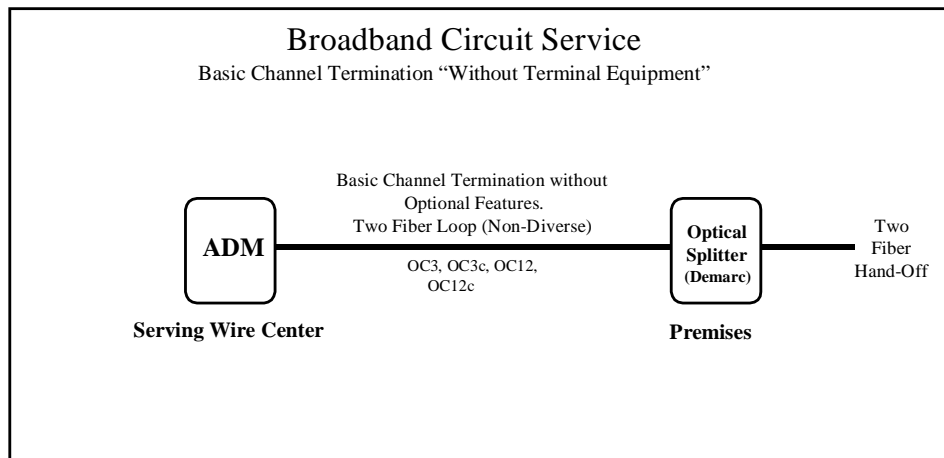 Broadband Circuit Service
Basic Channel Termination “Without Terminal Equipment”
Basic Channel Termination without
Optional Features.
Two Fiber Loop (Non-Diverse)
ADM
OC3, OC3c, OC12,
OC12c
Optical
Splitter
(Demarc)
Two
Fiber
Hand-Off
Serving Wire Center
Premises